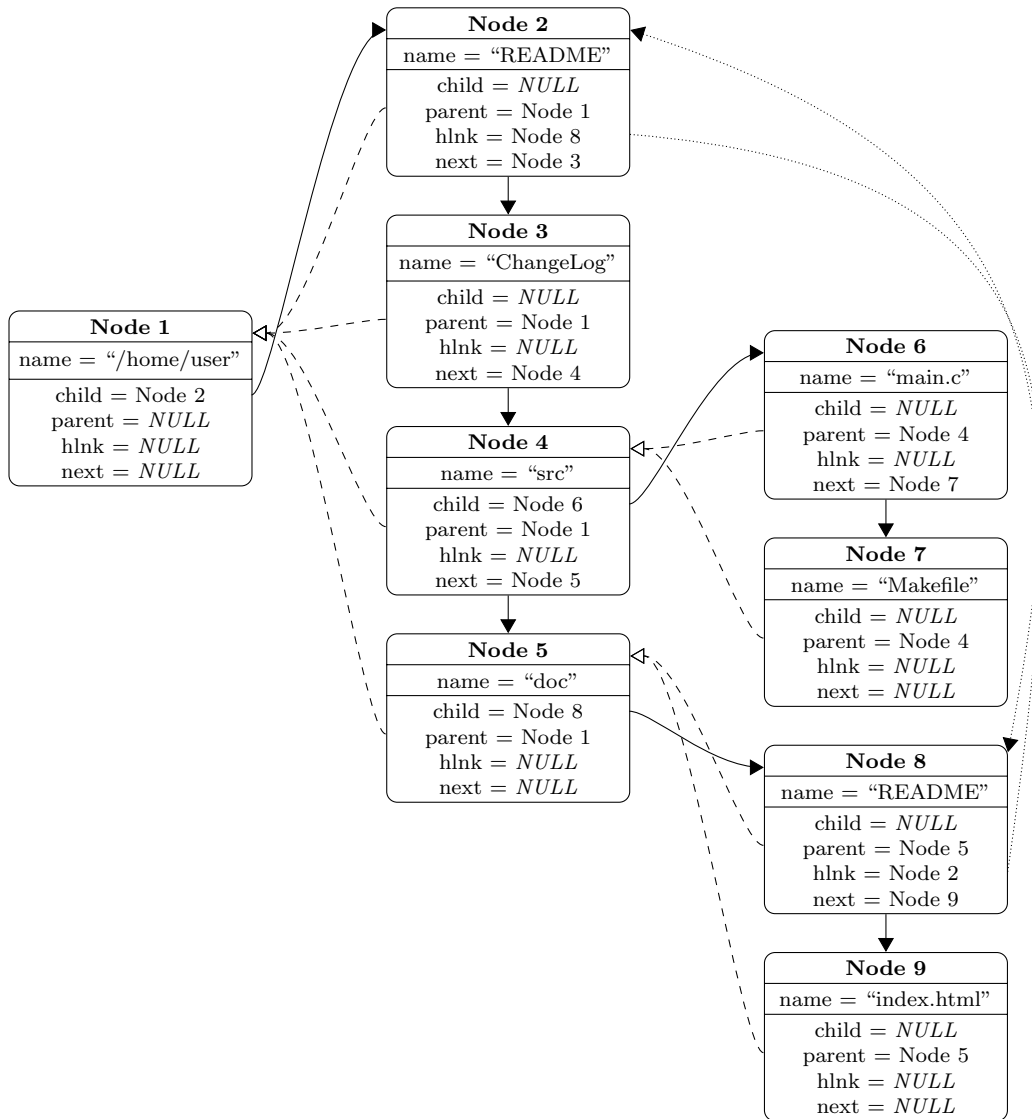 Node 1
name = “/home/user”
child = Node 2
parent = NULL
hlnk = NULL
next = NULL
Node 2
name = “README”
child = NULL
parent = Node 1
hlnk = Node 8
next = Node 3
Node 3
name = “ChangeLog”
child = NULL
parent = Node 1
hlnk = NULL
next = Node 4
Node 4
name = “src”
child = Node 6
parent = Node 1
hlnk = NULL
next = Node 5
Node 5
name = “doc”
child = Node 8
parent = Node 1
hlnk = NULL
next = NULL
Node 6
name = “main.c”
child = NULL
parent = Node 4
hlnk = NULL
next = Node 7
Node 7
name = “Makefile”
child = NULL
parent = Node 4
hlnk = NULL
next = NULL
Node 8
name = “README”
child = NULL
parent = Node 5
hlnk = Node 2
next = Node 9
Node 9
name = “index.html”
child = NULL
parent = Node 5
hlnk = NULL
next = NULL